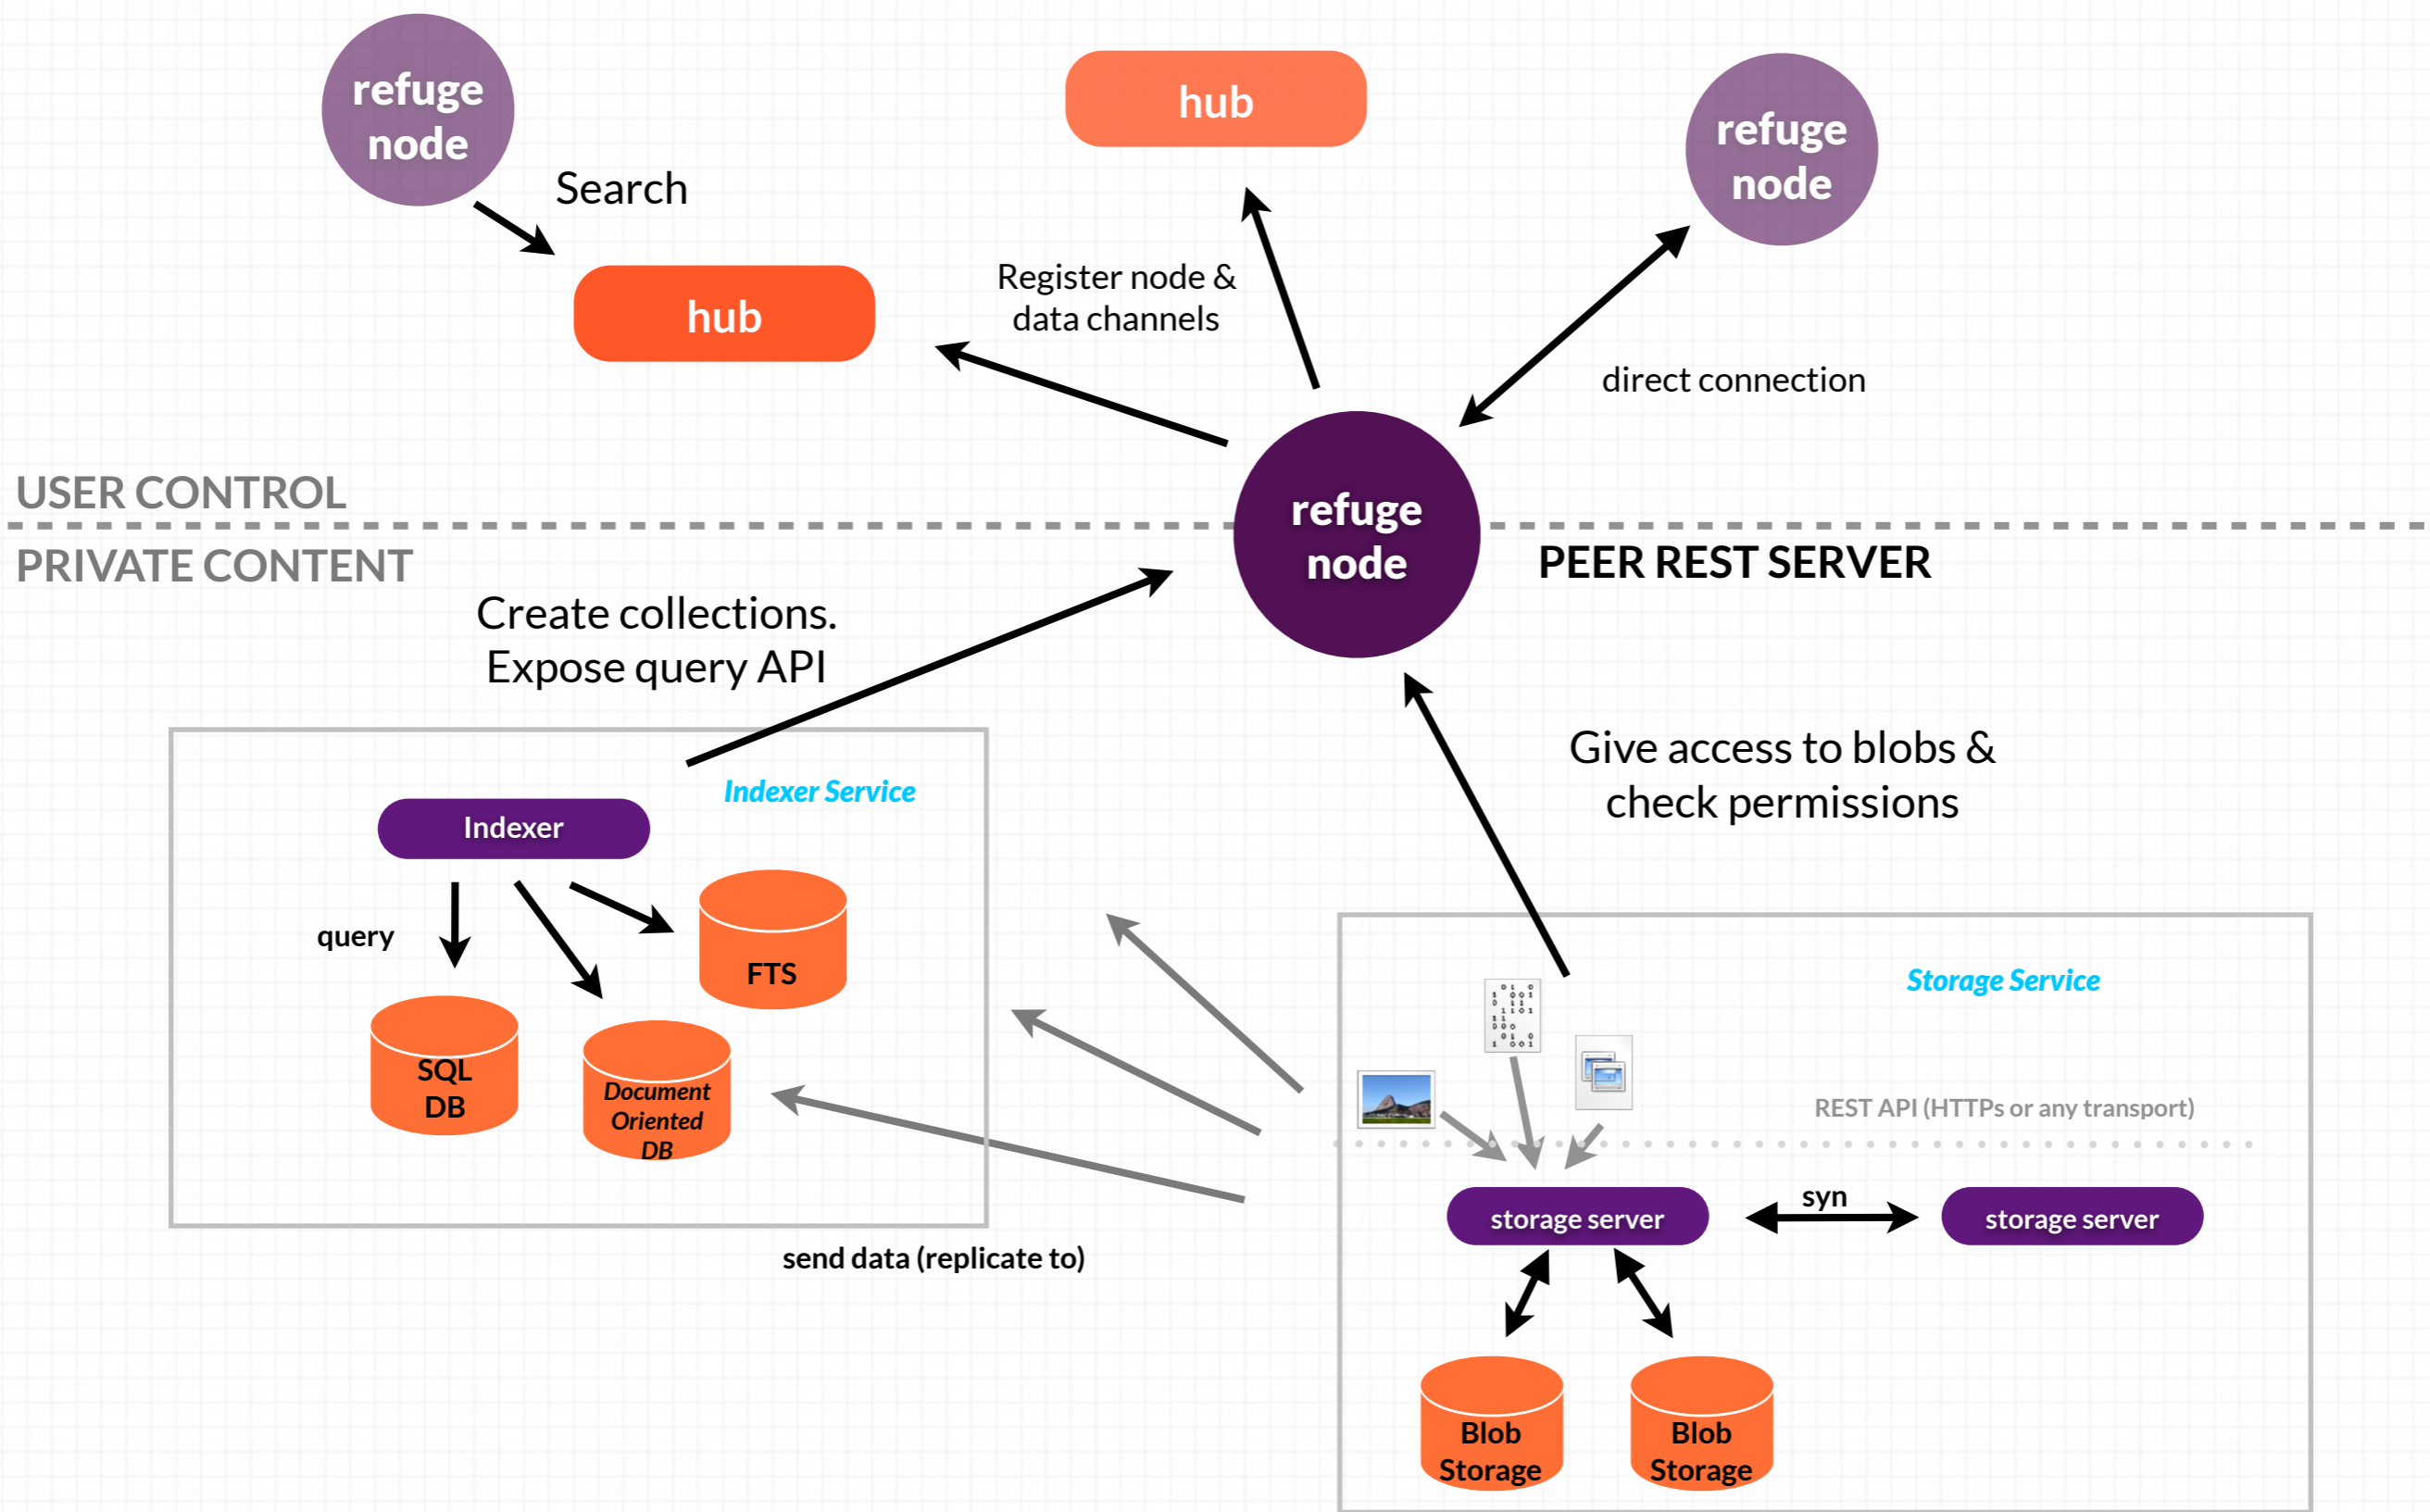 refuge
node
hub
refuge
node
Search
hub
Register node &
data channels
direct connection
USER CONTROL
refuge
node
PRIVATE CONTENT
PEER REST SERVER
Create collections.
Expose query API
Give access to blobs &
check permissions
Indexer Service
Indexer
query
FTS
SQL
DB
Document
Oriented
DB
send data (replicate to)
Storage Service
REST API (HTTPs or any transport)
storage server
syn
storage server
Blob
Storage
Blob
Storage